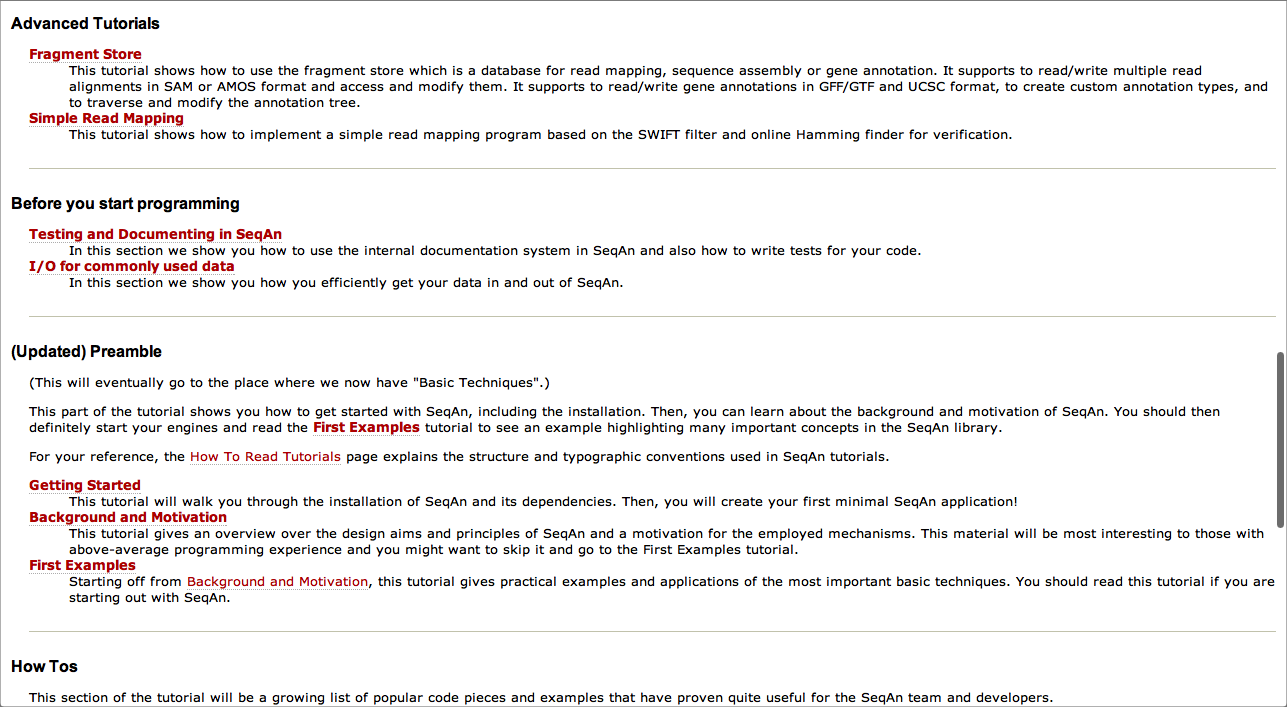 Advanced Tutorials
Fragment Store
This tutorial shows how to use the fragment store which is a database for read mapping, sequence assembly or gene annotation. It supports to read/write multiple read
alignments in SAM or AMOS format and access and modify them. It supports to read/write gene annotations in GFF/GTF and UCSC format, to create custom annotation types, and
to traverse and modify the annotation tree.
Simple Read Mapping
This tutorial shows how to implement a simple read mapping program based on the SWIFT filter and online Hamming finder for verification.
Before you start programming
Testing and Documenting in SeqAn
In this section we show you how to use the internal documentation system in SeqAn and also how to write tests for your code.
I/O for commonly used data
In this section we show you how you efficiently get your data in and out of SeqAn.
(Updated) Preamble
(This will eventually go to the place where we now have "Basic Techniques".)
This part of the tutorial shows you how to get started with SeqAn, including the installation. Then, you can learn about the background and motivation of SeqAn. You should then
definitely start your engines and read the First Examples tutorial to see an example highlighting many important concepts in the SeqAn library.
For your reference, the How To Read Tutorials page explains the structure and typographic conventions used in SeqAn tutorials.
Getting Started
This tutorial will walk you through the installation of SeqAn and its dependencies. Then, you will create your first minimal SeqAn application!
Background and Motivation
This tutorial gives an overview over the design aims and principles of SeqAn and a motivation for the employed mechanisms. This material will be most interesting to those with
above-average programming experience and you might want to skip it and go to the First Examples tutorial.
First Examples
Starting off from Background and Motivation, this tutorial gives practical examples and applications of the most important basic techniques. You should read this tutorial if you are
starting out with SeqAn.
How Tos
This section of the tutorial will be a growing list of popular code pieces and examples that have proven quite useful for the SeqAn team and developers.